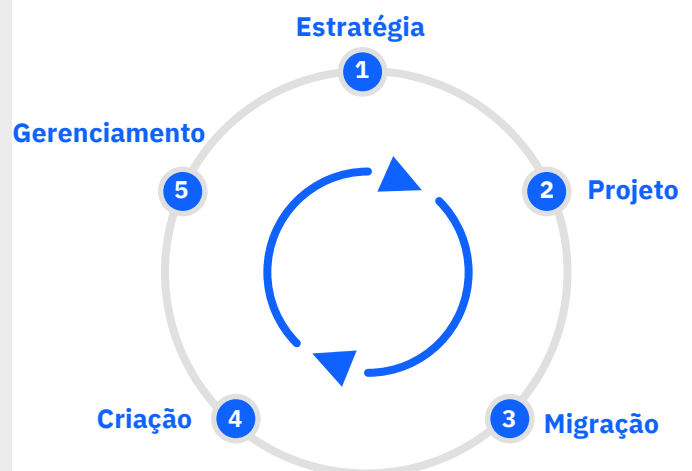 Estratégia
1
Gerenciamento
5
2
Projeto
Criação
4
3
Migração